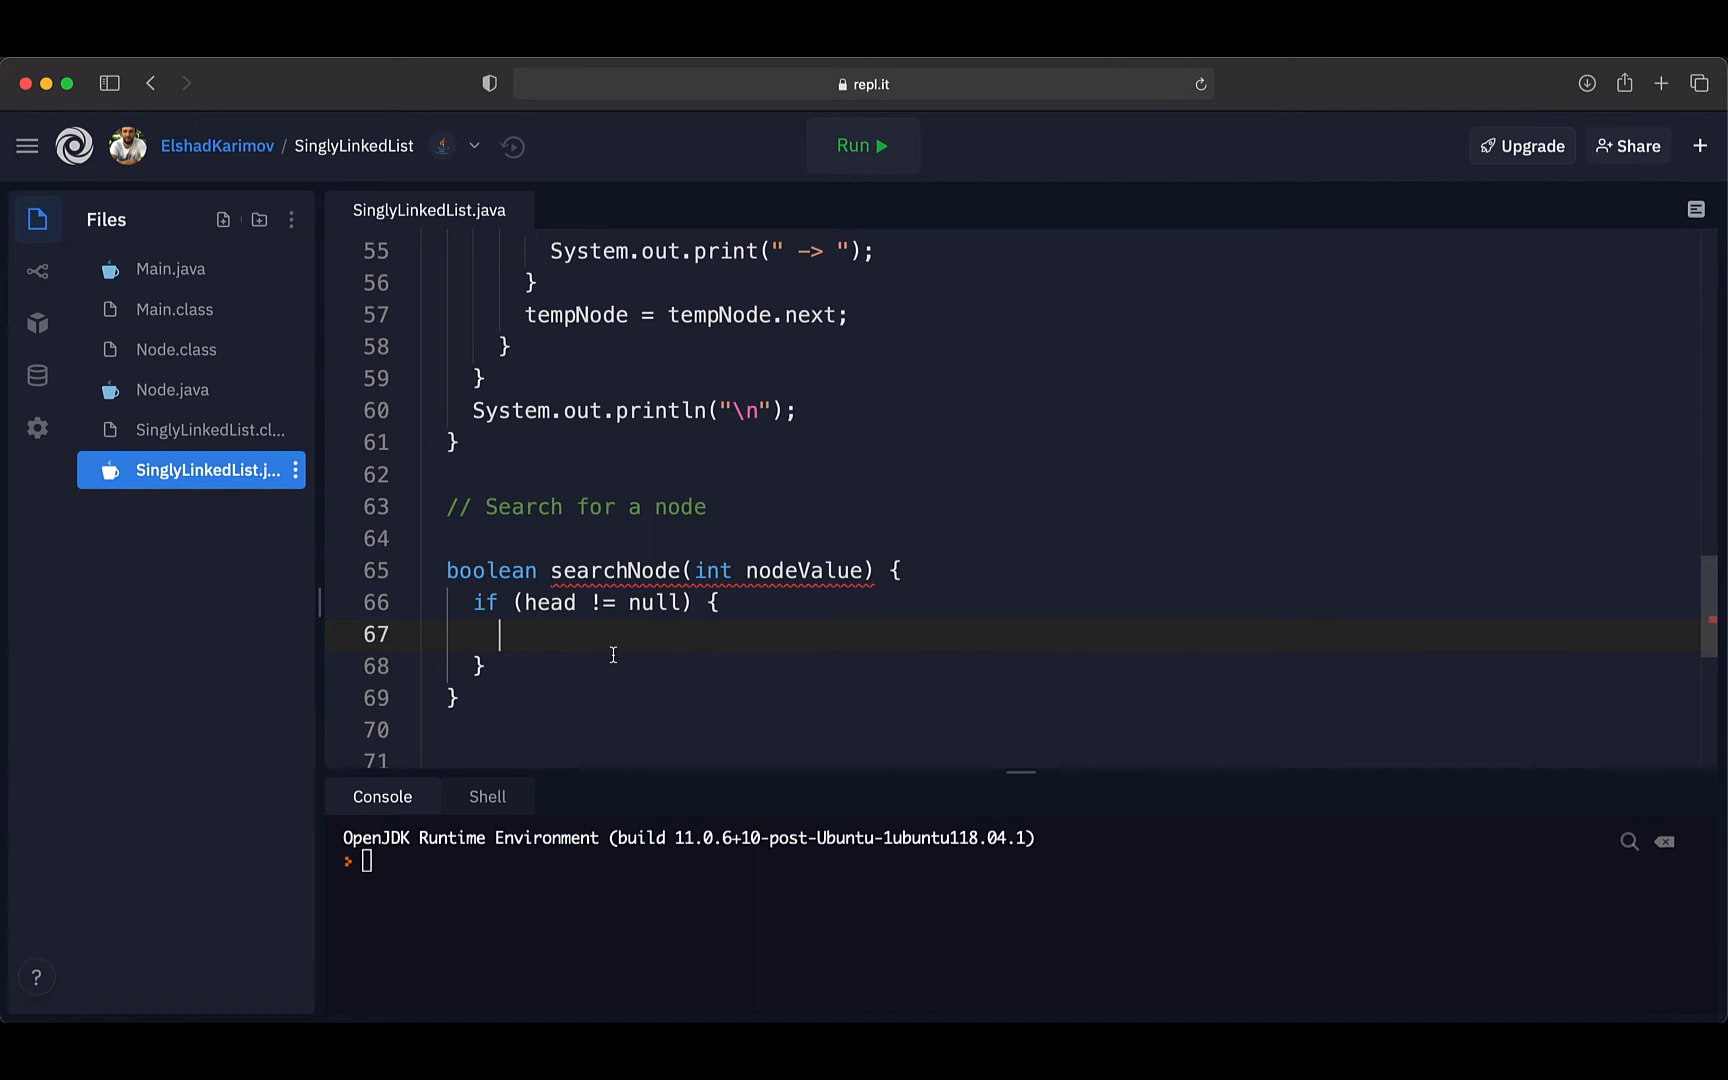 repl.it
ElshadKarimov / SinglyLinkedList
Run
Upgrade
Share
Files
Main.java
Main.class
Node.class
Node.java
SinglyLinkedList.cl...
SinglyLinkedList.j...
SinglyLinkedList.java
55 System.out.print(" -> ");
56 }
57 tempNode = tempNode.next;
58 }
59 }
60 System.out.println("\n");
61 }
62
63 // Search for a node
64
65 boolean searchNode(int nodeValue) {
66 if (head != null) {
67
68 }
69 }
70
71
Console Shell
OpenJDK Runtime Environment (build 11.0.6+10-post-Ubuntu-1ubuntu118.04.1)
>
?